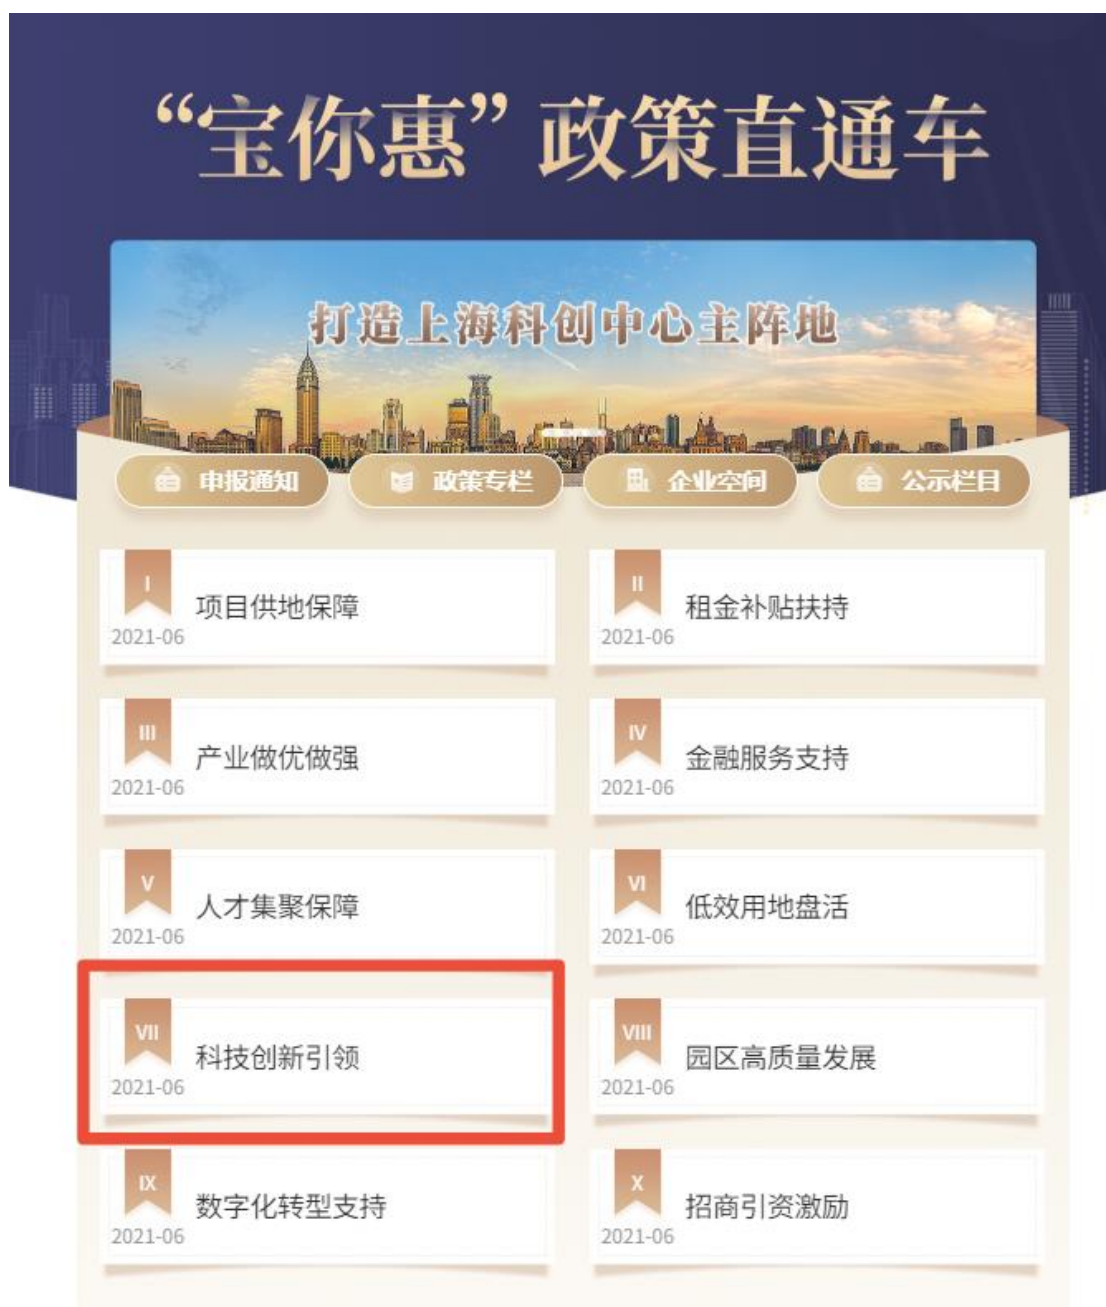 “宝你惠”政策直通车
打造上海科创中心主阵地
申报通知 政策专栏 企业空间 公示栏目
I
项目供地保障
2021-06
II
租金补贴扶持
2021-06
III
产业做优做强
2021-06
IV
金融服务支持
2021-06
V
人才集聚保障
2021-06
VI
低效用地盘活
2021-06
VII
科技创新引领
2021-06
VIII
园区高质量发展
2021-06
IX
数字化转型支持
2021-06
X
招商引资激励
2021-06